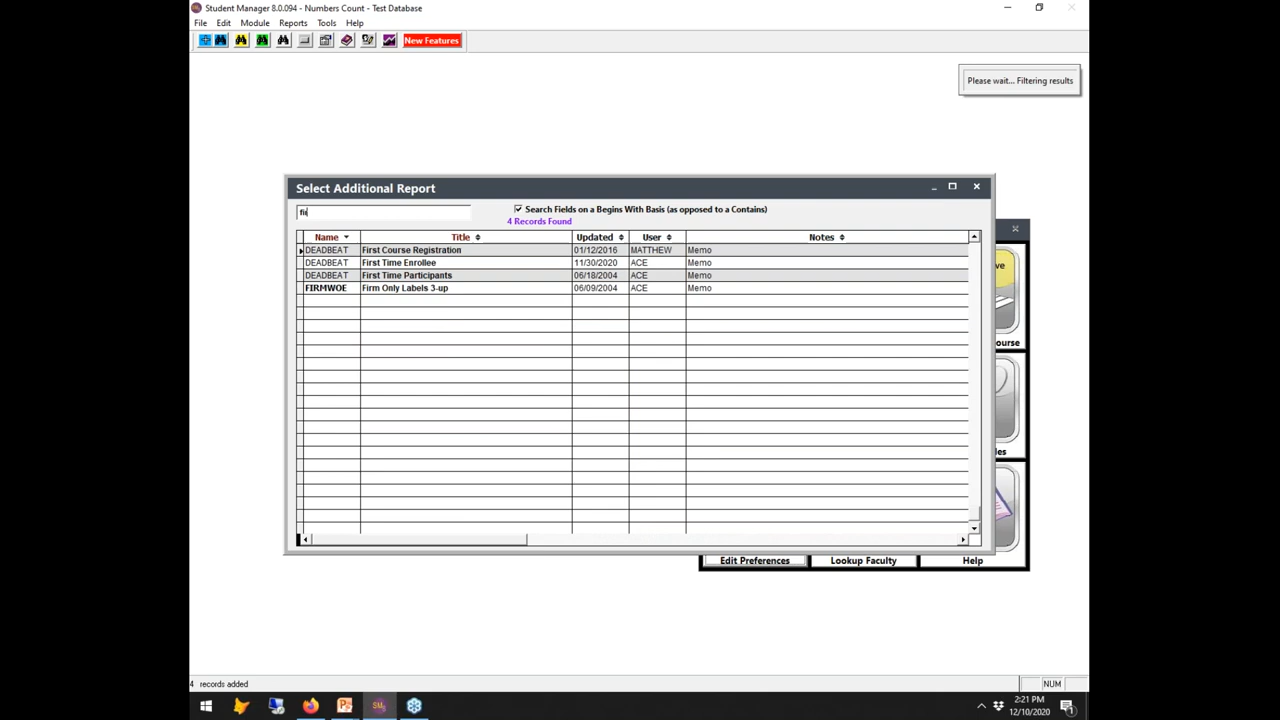 Student Manager 8.0.094 - Numbers Count - Test Database
File Edit Module Reports Tools Help
New Features
Please wait... Filtering results
Select Additional Report
fir
Search Fields on a Begins With Basis (as opposed to a Contains)
4 Records Found
Name Title Updated User Notes
DEADBEAT First Course Registration 01/12/2016 MATTHEW Memo
DEADBEAT First Time Enrollee 11/30/2020 ACE Memo
DEADBEAT First Time Participants 06/18/2004 ACE Memo
FIRMWOE Firm Only Labels 3-up 06/09/2004 ACE Memo
ve
ourse
les
Edit Preferences Lookup Faculty Help
4 records added
NUM
SM
2:21 PM
12/10/2020
1